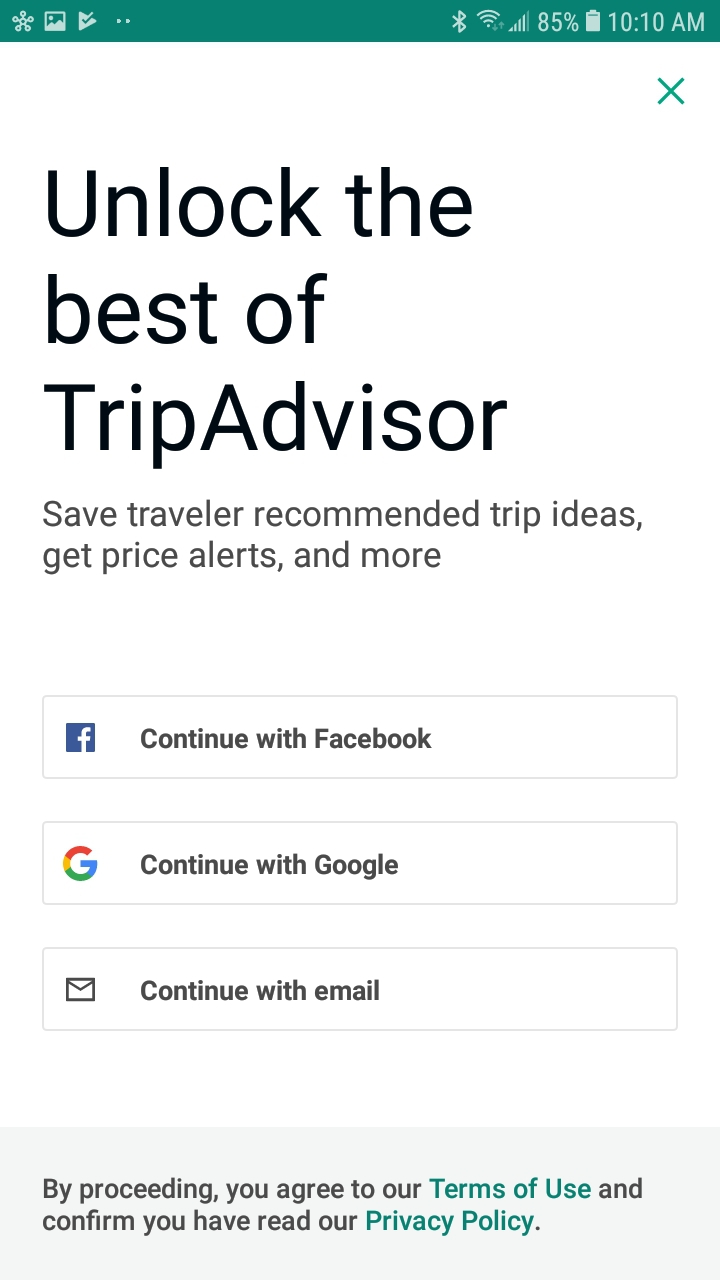 85% 10:10 AM
Unlock the
best of
TripAdvisor
Save traveler recommended trip ideas,
get price alerts, and more
Continue with Facebook
Continue with Google
Continue with email
By proceeding, you agree to our Terms of Use and
confirm you have read our Privacy Policy.